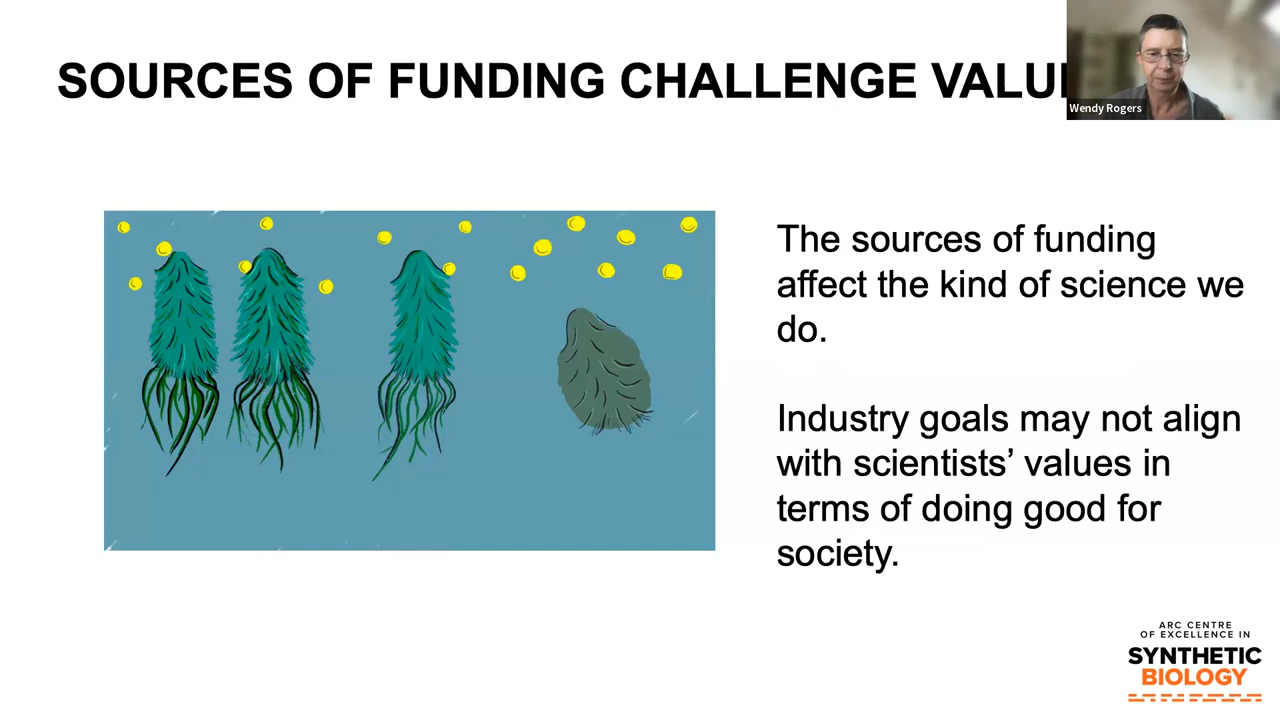 SOURCES OF FUNDING CHALLENGE VALU
Wendy Rogers
The sources of funding
affect the kind of science we
do.
Industry goals may not align
with scientists’ values in
terms of doing good for
society.
ARC CENTRE
OF EXCELLENCE IN
SYNTHETIC
BIOLOGY